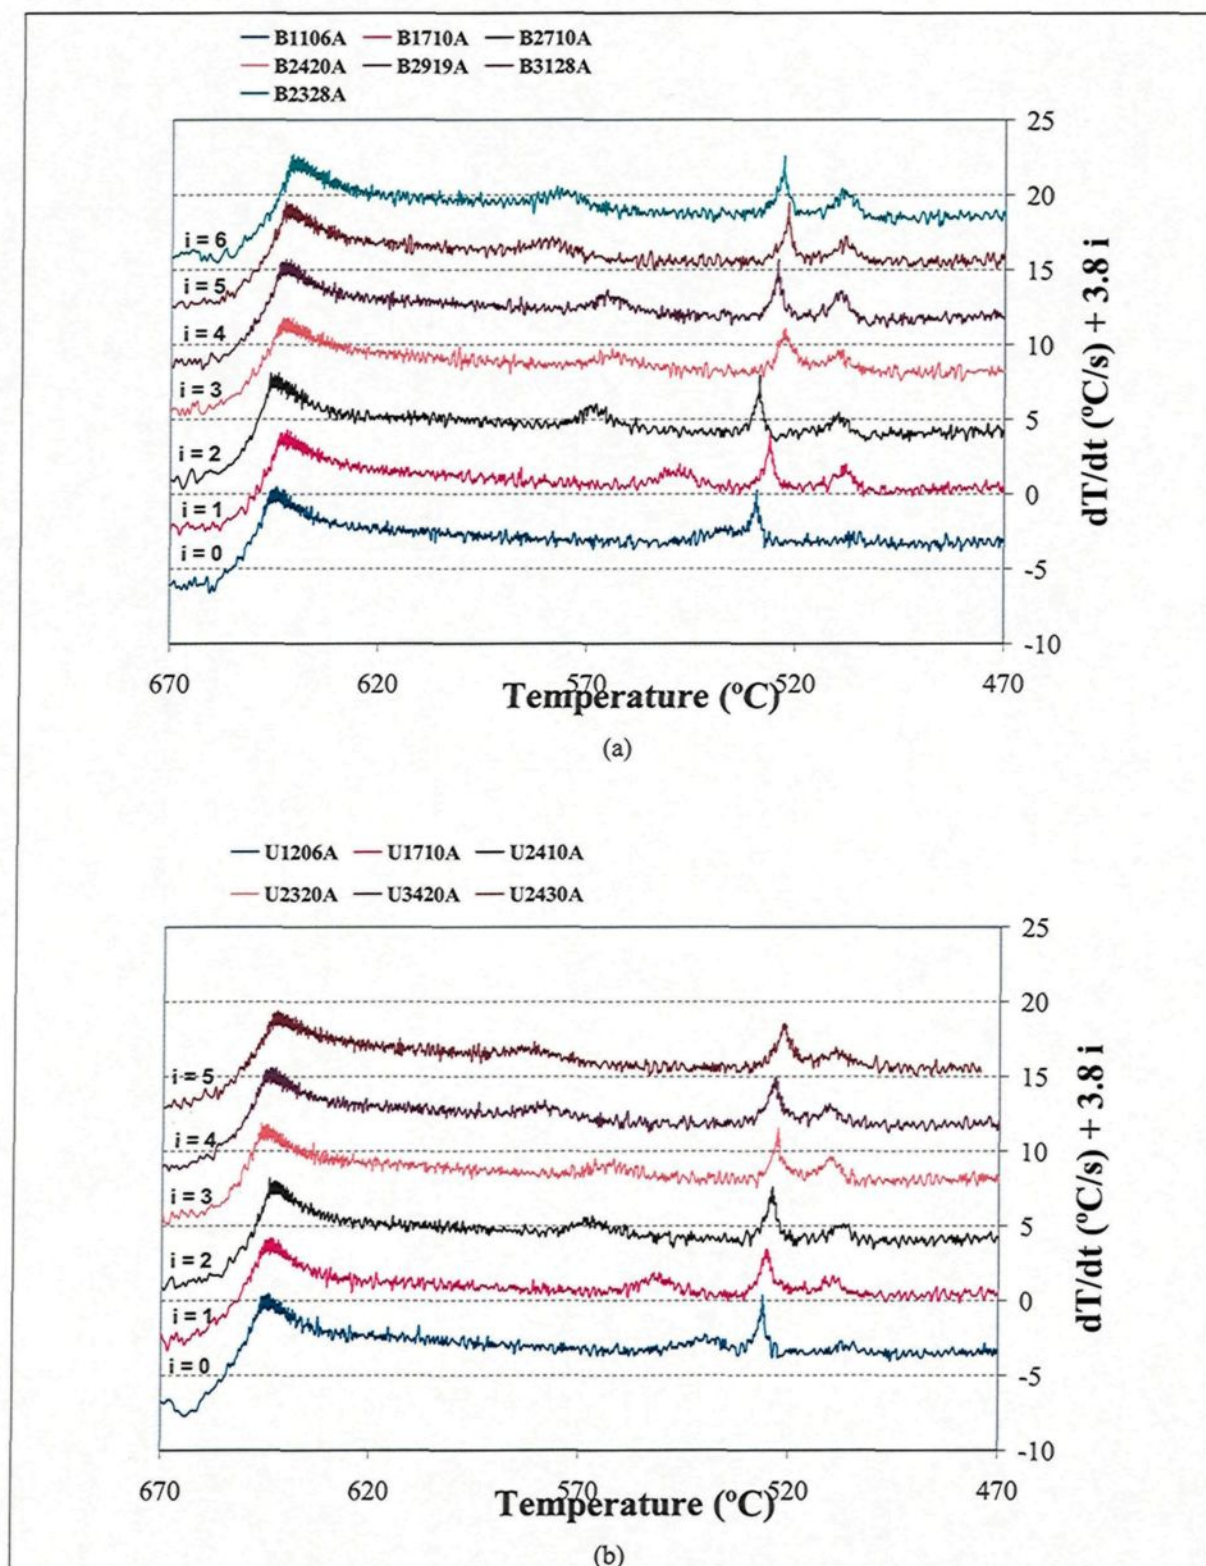 B1106A B1710A B2710A
B2420A B2919A B3128A
B2328A
25
20
15
10
5
0
-5
-10
i = 6
i = 5
i = 4
i = 3
i = 2
i = 1
i = 0
dT/dt (ºC/s) + 3.8 i
670 620 570 520 470
Temperature (ºC)
(a)
U1206A U1710A U2410A
U2320A U3420A U2430A
25
20
15
10
5
0
-5
-10
i = 5
i = 4
i = 3
i = 2
i = 1
i = 0
dT/dt (ºC/s) + 3.8 i
670 620 570 520 470
Temperature (ºC)
(b)